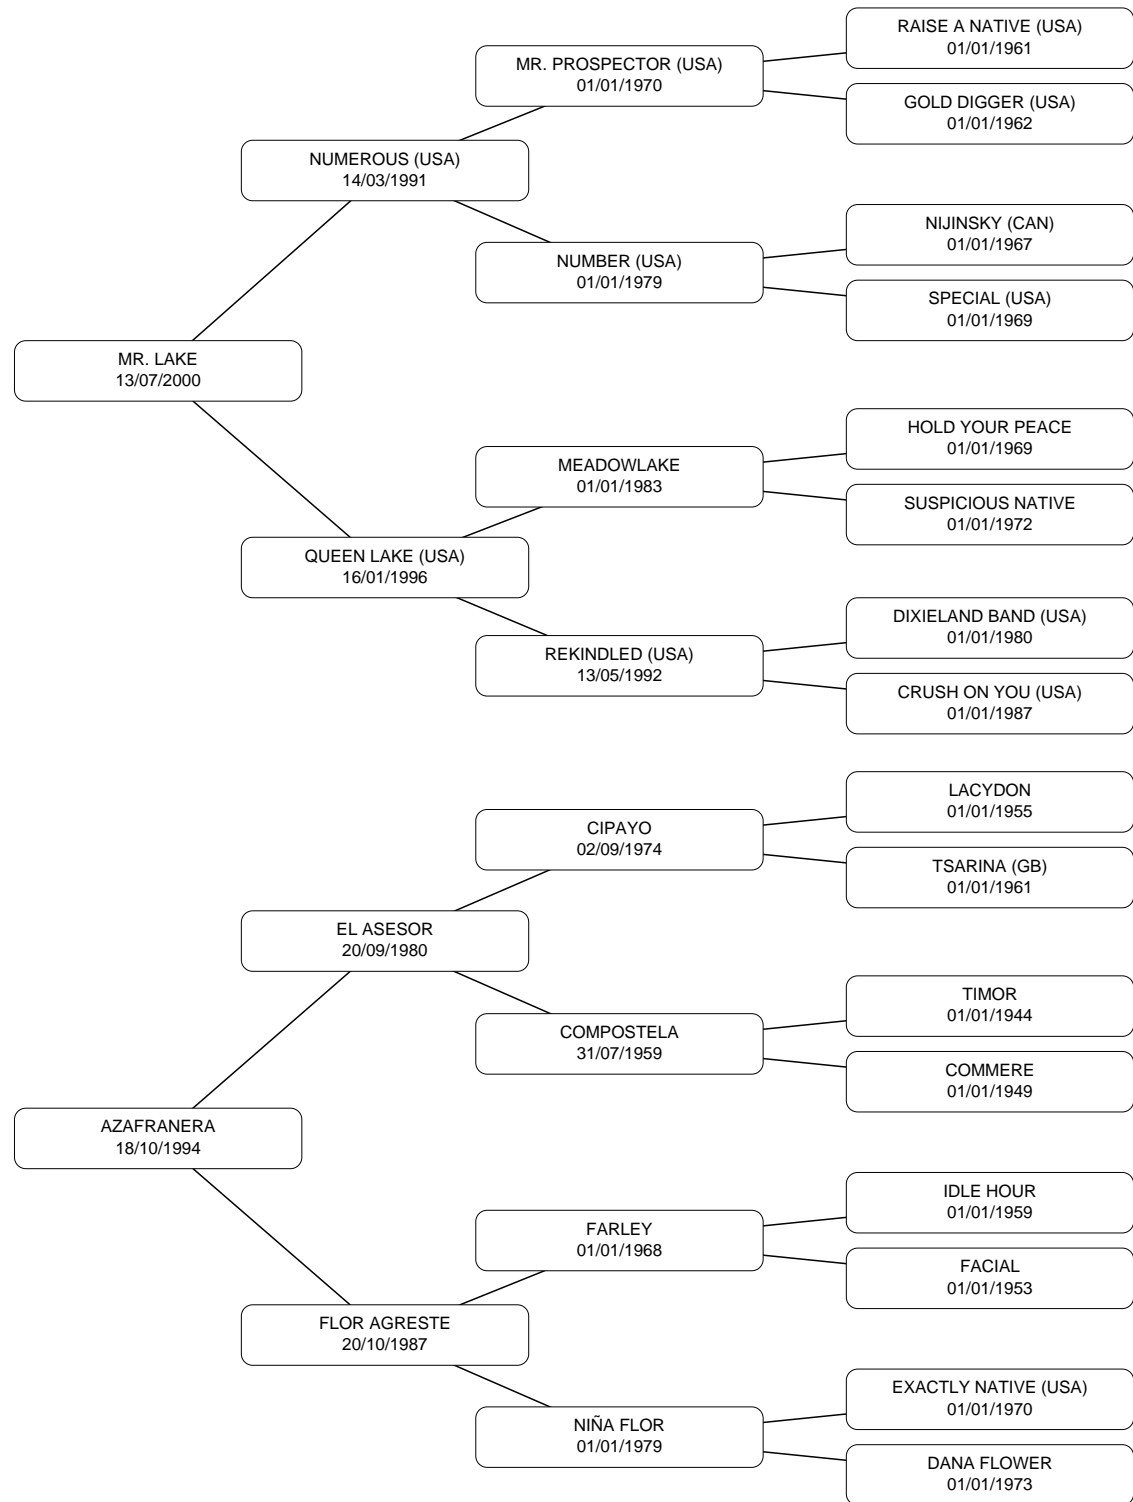 RAISE A NATIVE (USA)
01/01/1961
MR. PROSPECTOR (USA)
01/01/1970
GOLD DIGGER (USA)
01/01/1962
NUMEROUS (USA)
14/03/1991
NIJINSKY (CAN)
01/01/1967
NUMBER (USA)
01/01/1979
SPECIAL (USA)
01/01/1969
MR. LAKE
13/07/2000
HOLD YOUR PEACE
01/01/1969
MEADOWLAKE
01/01/1983
SUSPICIOUS NATIVE
01/01/1972
QUEEN LAKE (USA)
16/01/1996
DIXIELAND BAND (USA)
01/01/1980
REKINDLED (USA)
13/05/1992
CRUSH ON YOU (USA)
01/01/1987
LACYDON
01/01/1955
CIPAYO
02/09/1974
TSARINA (GB)
01/01/1961
EL ASESOR
20/09/1980
TIMOR
01/01/1944
COMPOSTELA
31/07/1959
COMMERE
01/01/1949
AZAFRANERA
18/10/1994
IDLE HOUR
01/01/1959
FARLEY
01/01/1968
FACIAL
01/01/1953
FLOR AGRESTE
20/10/1987
EXACTLY NATIVE (USA)
01/01/1970
NIÑA FLOR
01/01/1979
DANA FLOWER
01/01/1973